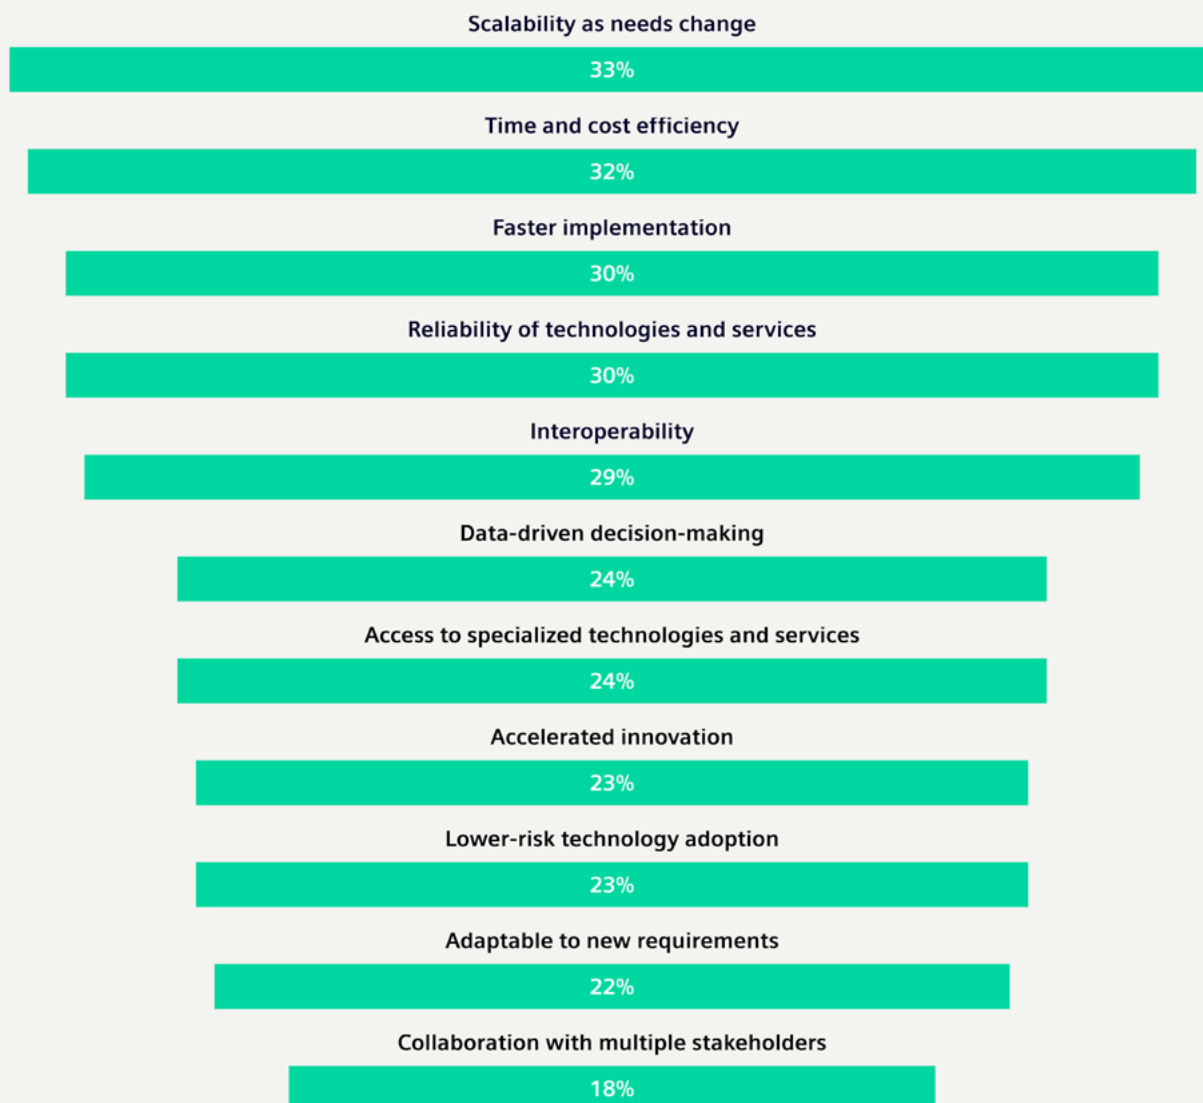 Scalability as needs change
33%
Time and cost efficiency
32%
Faster implementation
30%
Reliability of technologies and services
30%
Interoperability
29%
Data-driven decision-making
24%
Access to specialized technologies and services
24%
Accelerated innovation
23%
Lower-risk technology adoption
23%
Adaptable to new requirements
22%
Collaboration with multiple stakeholders
18%